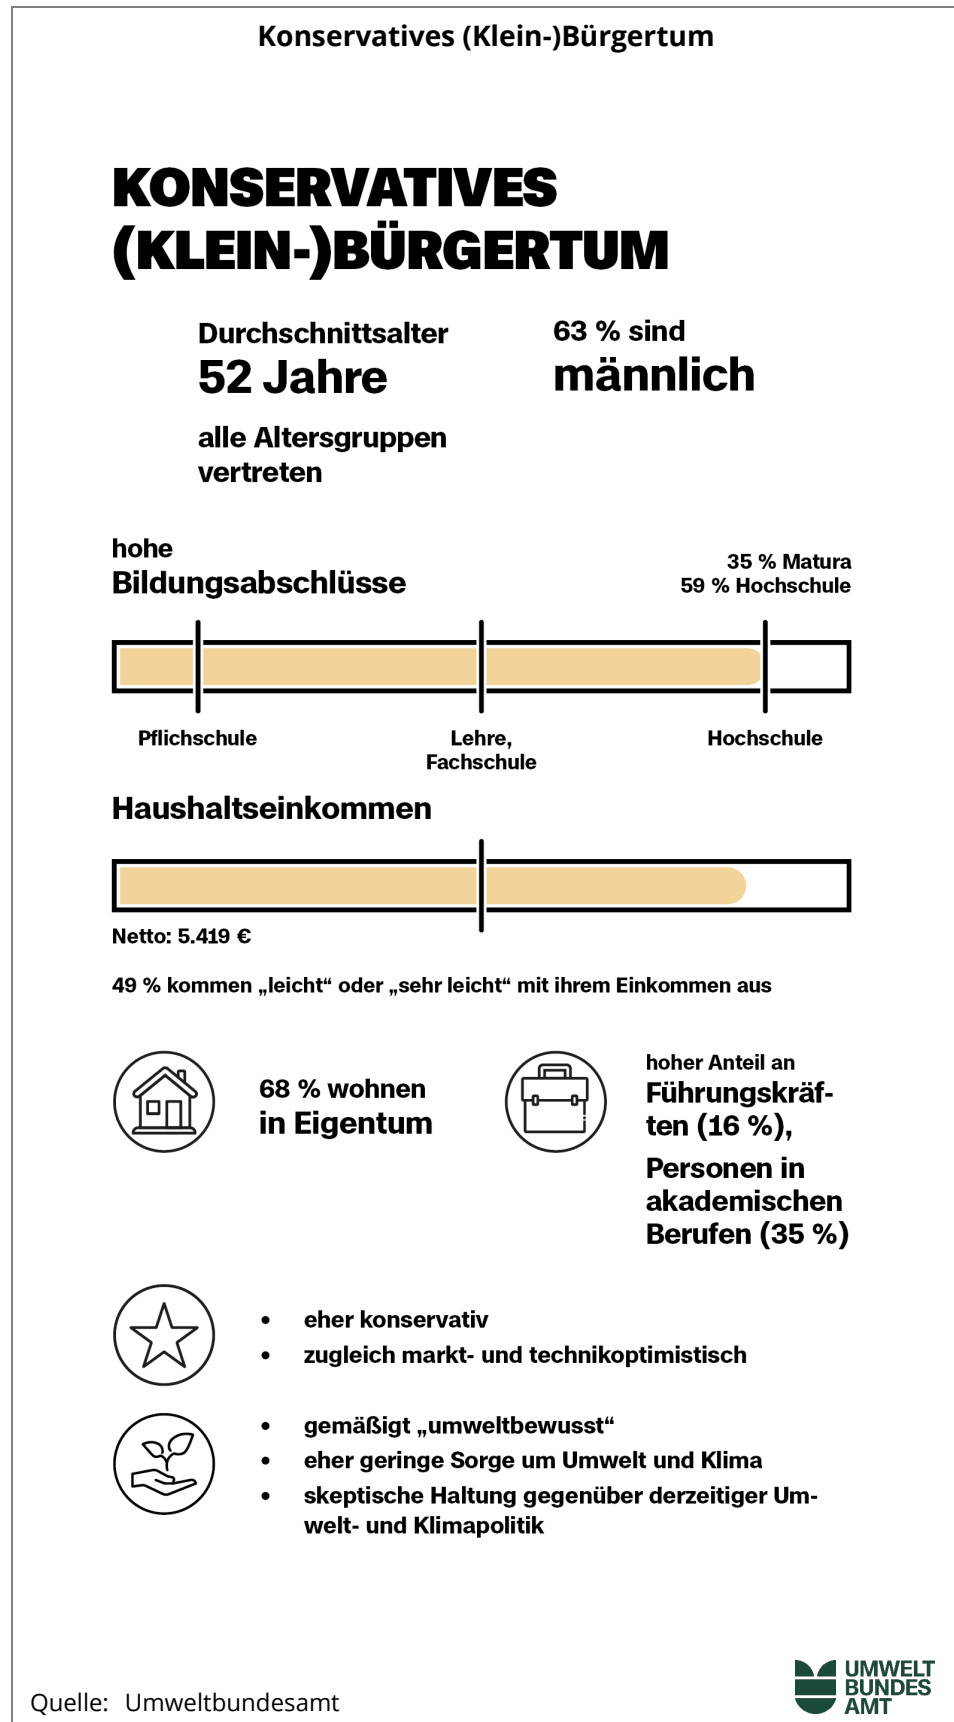 Konservatives (Klein-)Bürgertum
KONSERVATIVES
(KLEIN-)BÜRGERTUM
Durchschnittsalter
52 Jahre
alle Altersgruppen
vertreten
63 % sind
männlich
hohe
Bildungsabschlüsse
35 % Matura
59 % Hochschule
Pflichschule
Lehre,
Fachschule
Hochschule
Haushaltseinkommen
Netto: 5.419 €
49 % kommen „leicht“ oder „sehr leicht“ mit ihrem Einkommen aus
68 % wohnen
in Eigentum
hoher Anteil an
Führungskräf-
ten (16 %),
Personen in
akademischen
Berufen (35 %)
• eher konservativ
• zugleich markt- und technikoptimistisch
• gemäßigt „umweltbewusst“
• eher geringe Sorge um Umwelt und Klima
• skeptische Haltung gegenüber derzeitiger Um-
welt- und Klimapolitik
Quelle: Umweltbundesamt
UMWELT
BUNDES
AMT